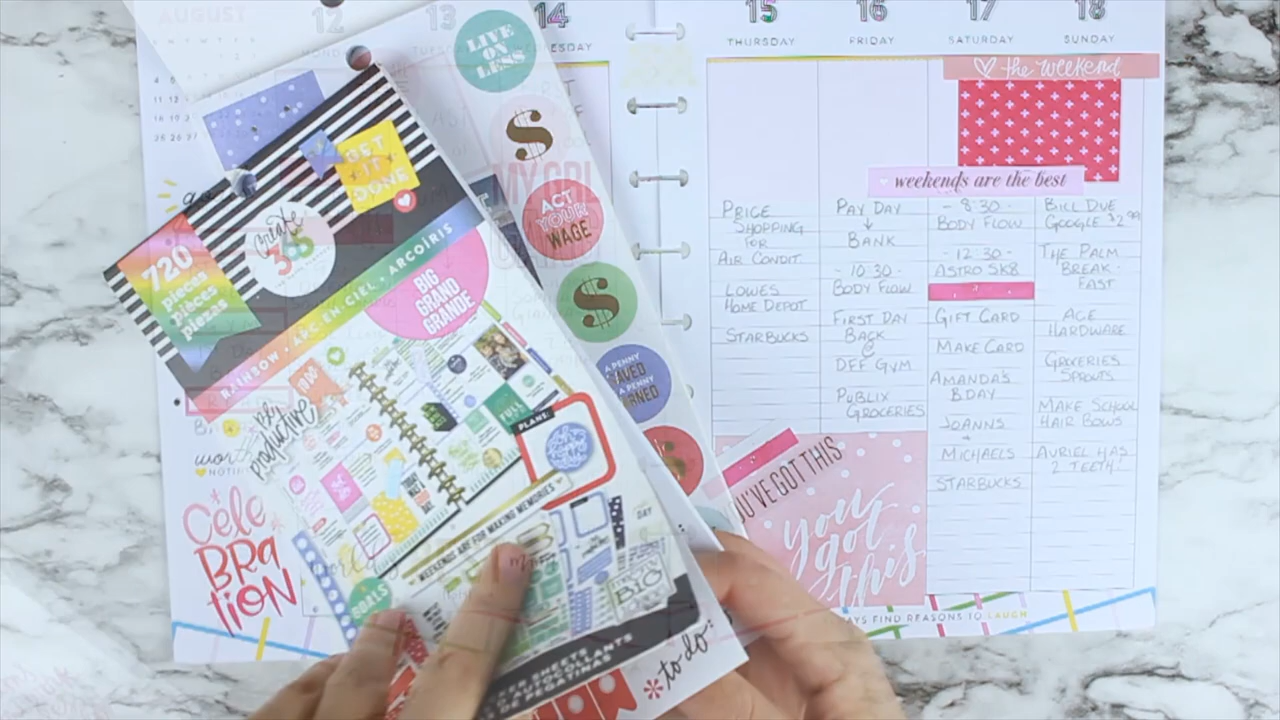 AUGUST
12
13
14
15
16
17
18
THURSDAY
FRIDAY
SATURDAY
SUNDAY
the weekend
weekends are the best
PRICE
SHOPPING
FOR
AIR CONDIT.
LOWES
HOME DEPOT
STARBUCKS
PAY DAY
BANK
- 10:30 -
BODY FLOW
FIRST DAY
BACK
@
DFF GYM
PUBLIX
GROCERIES
- 8:30 -
BODY FLOW
- 12:30 -
ASTRO SK8
GIFT CARD
MAKE CARD
AMANDA'S
BDAY
JOANNS
+
MICHAELS
STARBUCKS
BILL DUE
GOOGLE $2.99
THE PALM
BREAK-
FAST
ACE
HARDWARE
GROCERIES
SPROUTS
MAKE SCHOOL
HAIR BOWS
AURIEL HAS
2 TEETH!
YOU'VE GOT THIS
you got this
FIND REASONS TO LAUGH
LIVE
ON
LESS
$
ACT
YOUR
WAGE
$
A PENNY
SAVED
A PENNY
GET
IT
DONE
create
365
720
pieces
pièces
piezas
RAINBOW • ARC-EN-CIEL • ARCOÍRIS
BIG
GRAND
GRANDE
be
productive
PLANS:
WEEKENDS ARE FOR MAKING MEMORIES
GOALS
to do:
Cele
BRA
tion